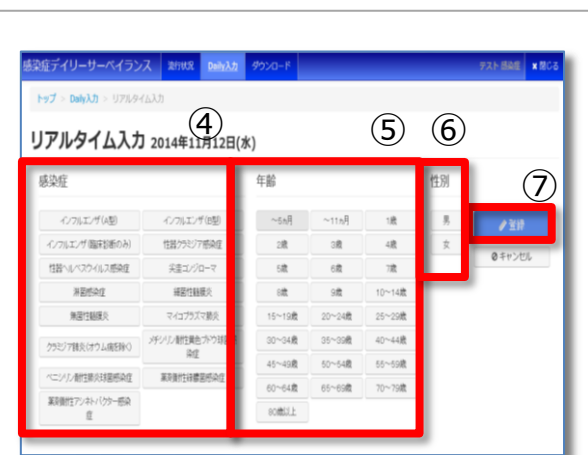 感染症デイリーサーベイランス 流行状況 Daily入力 ダウンロード テスト 感染症 ✖閉じる
トップ > Daily入力 > リアルタイム入力
④ ⑤ ⑥ ⑦
リアルタイム入力 2014年11月12日(水)
感染症 年齢 性別
インフルエンザ(A型) インフルエンザ(B型) ～5ヵ月 ～11ヵ月 1歳 男 登録
インフルエンザ(臨床診断のみ) 性器クラミジア感染症 2歳 3歳 4歳 女 キャンセル
性器ヘルペスウイルス感染症 尖圭コンジローマ 5歳 6歳 7歳
淋菌感染症 細菌性髄膜炎 8歳 9歳 10～14歳
無菌性髄膜炎 マイコプラズマ肺炎 15～19歳 20～24歳 25～29歳
クラミジア肺炎(オウム病を除く) メチシリン耐性黄色ブドウ球菌感染症 30～34歳 35～39歳 40～44歳
45～49歳 50～54歳 55～59歳
ペニシリン耐性肺炎球菌感染症 薬剤耐性緑膿菌感染症 60～64歳 65～69歳 70～79歳
薬剤耐性アシネトバクター感染症 80歳以上